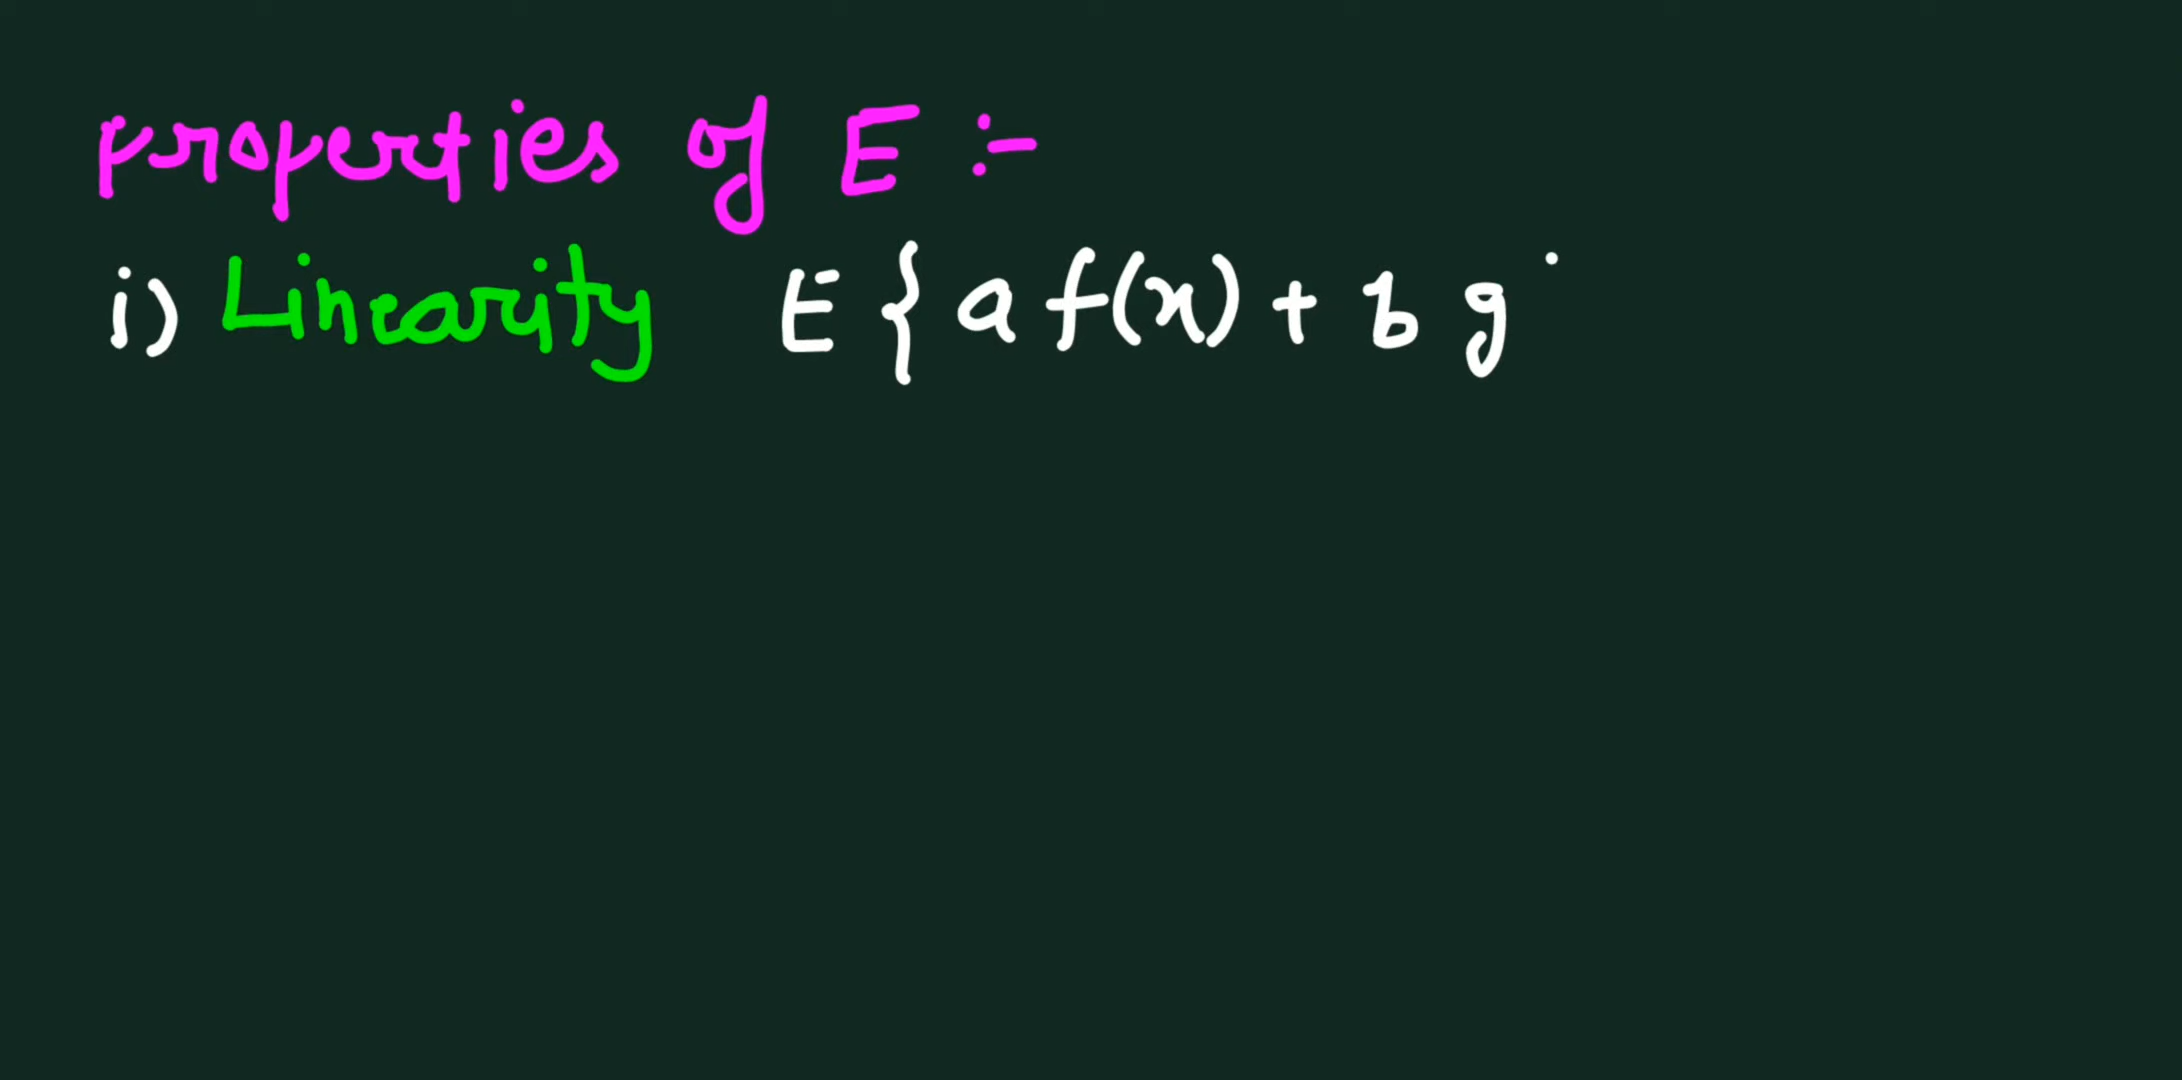 properties of E :-
i) Linearity E { a f(x) + b g